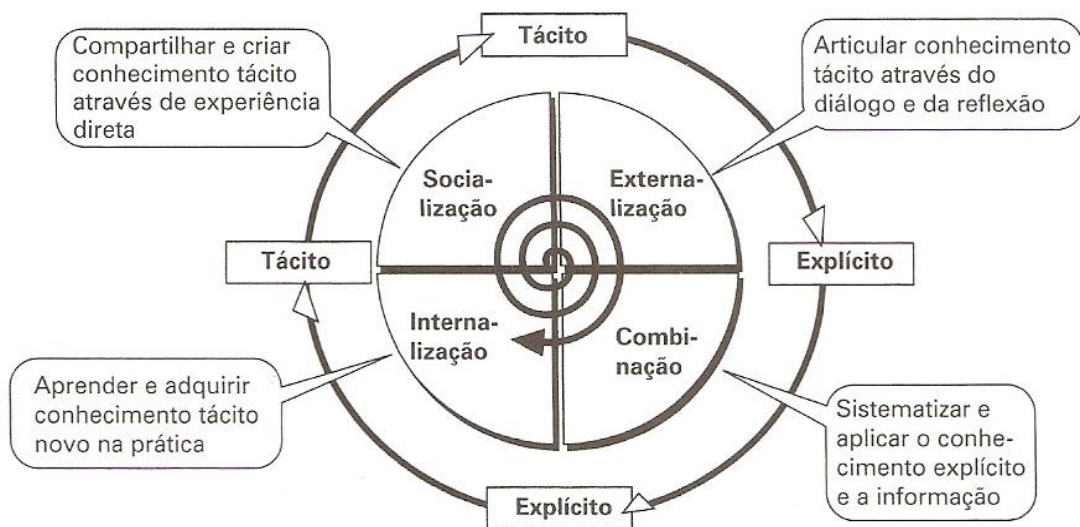 Tácito
Compartilhar e criar
conhecimento tácito
através de experiência
direta
Articular conhecimento
tácito através do
diálogo e da reflexão
Socia-
lização
Externa-
lização
Tácito
Explícito
Interna-
lização
Combi-
nação
Aprender e adquirir
conhecimento tácito
novo na prática
Sistematizar e
aplicar o conhe-
cimento explícito
e a informação
Explícito